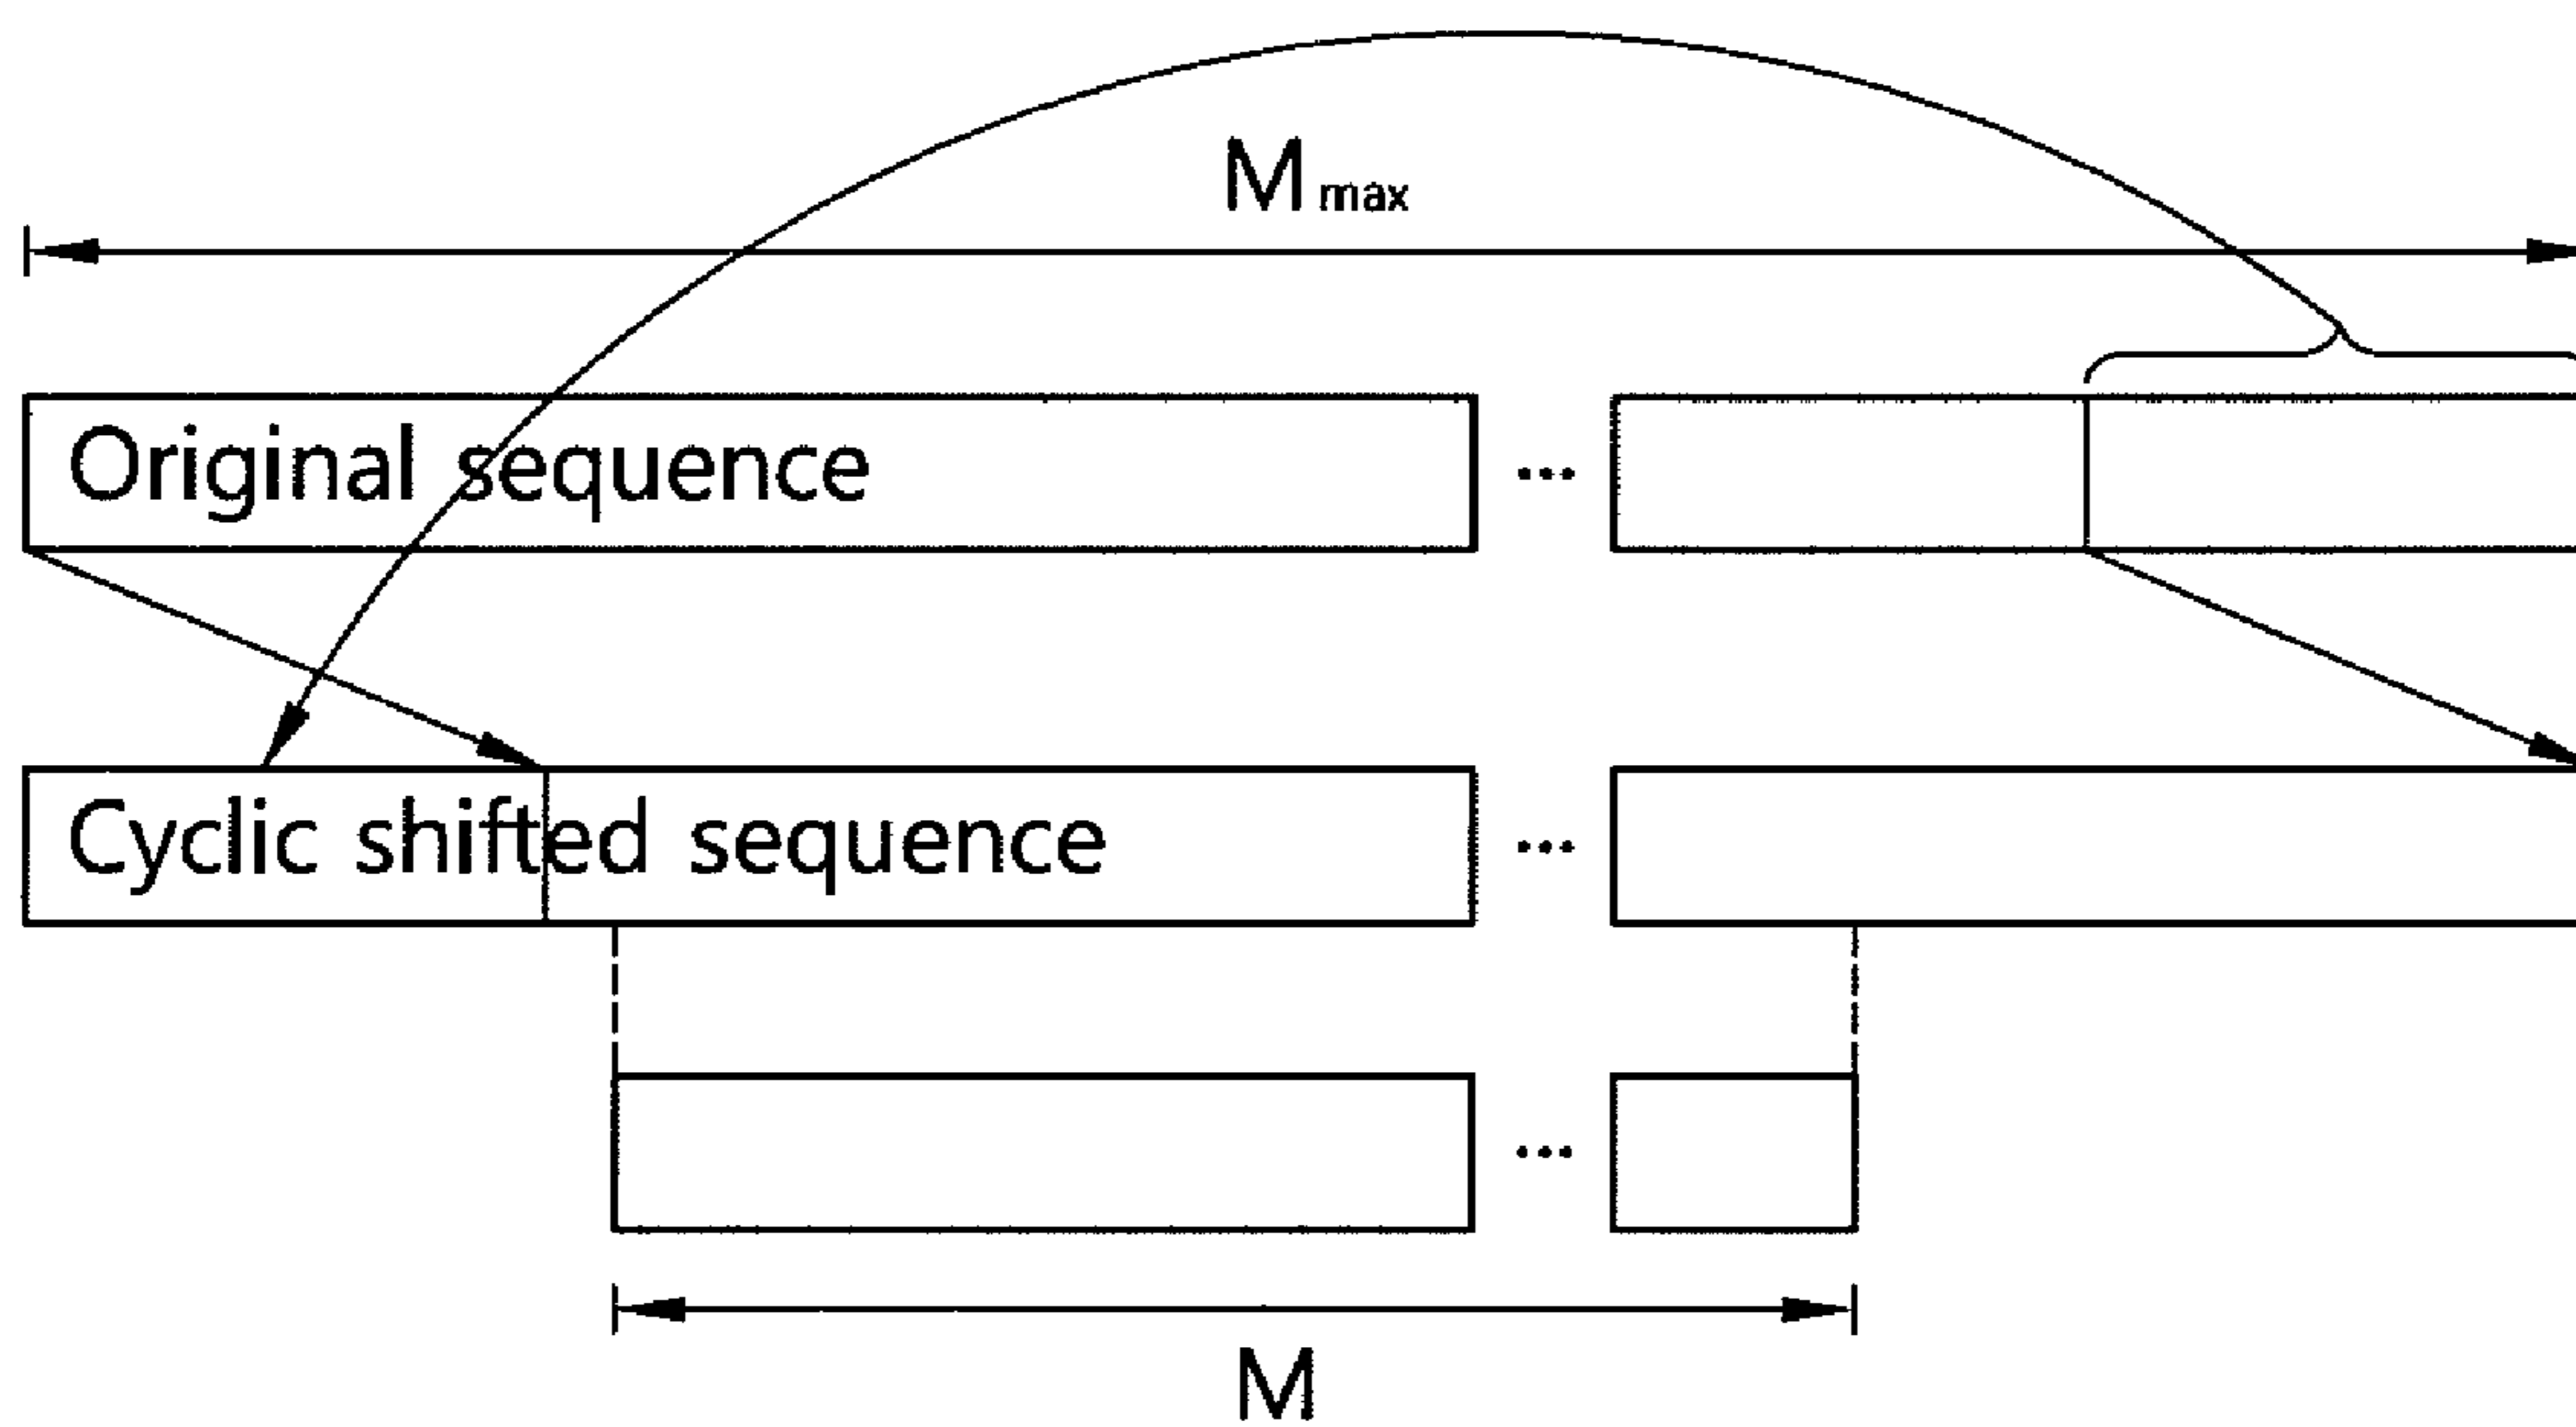 Mmax
Original sequence ...
Cyclic shifted sequence ...
...
M